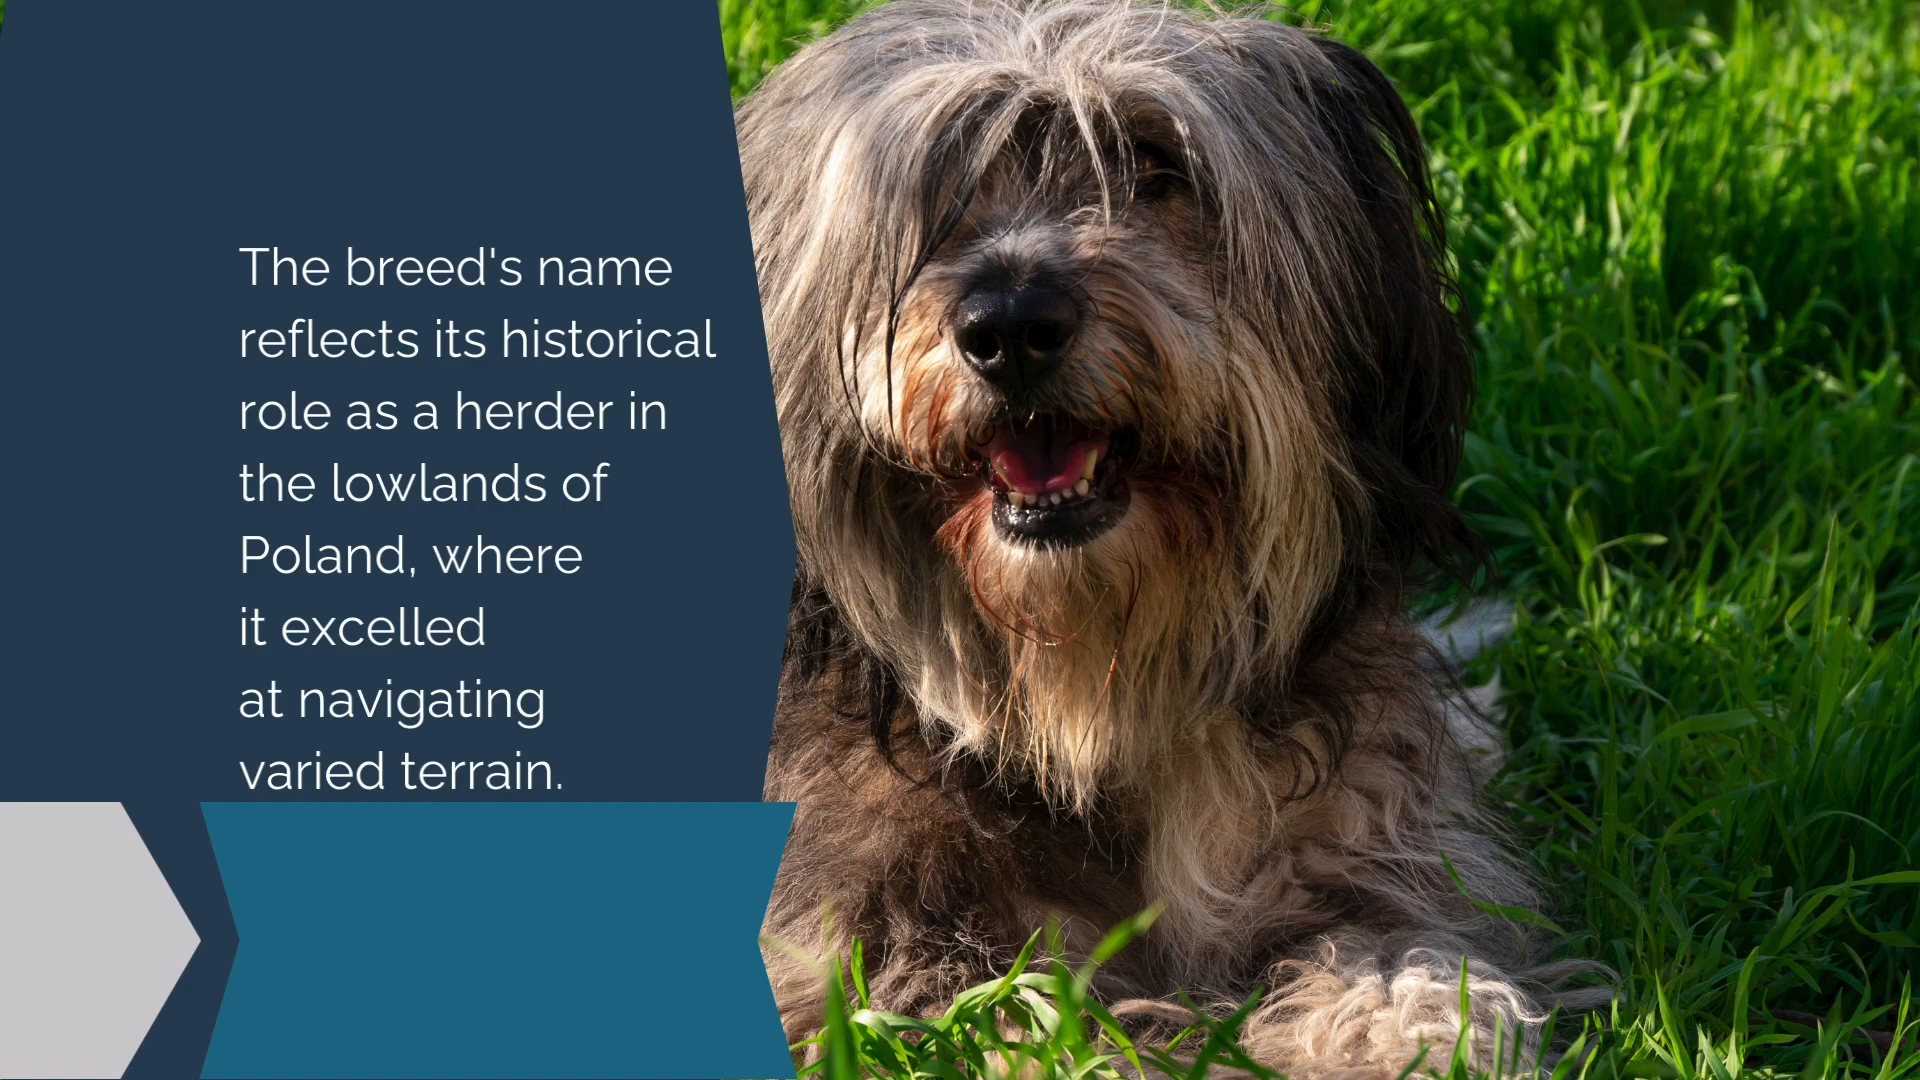 The breed's name
reflects its historical
role as a herder in
the lowlands of
Poland, where
it excelled
at navigating
varied terrain.